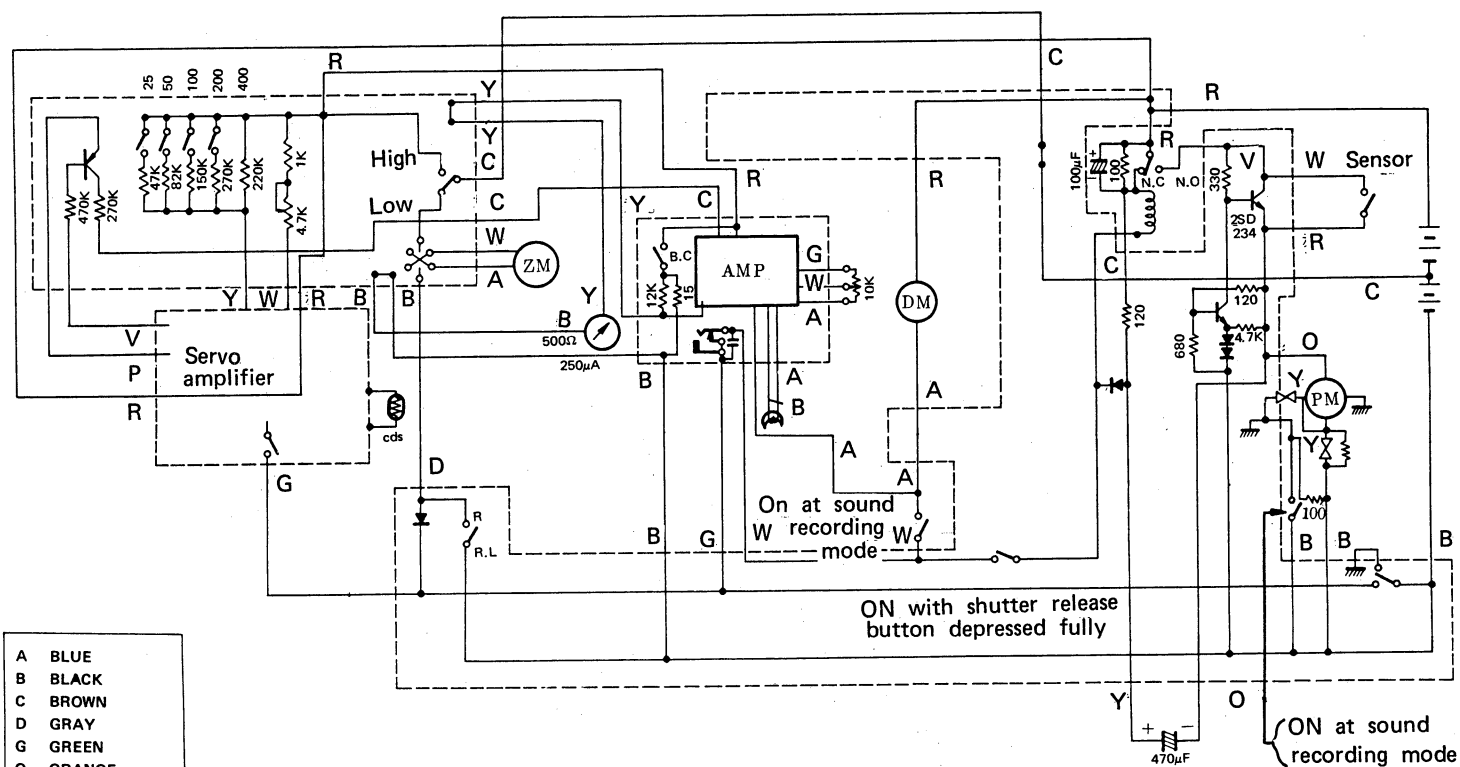 C
R
25
50
100
200
400
Y
Y
R
High
C
Low
47K
82K
150K
270K
220K
1K
4.7K
470K
270K
C
W
A
ZM
Y
W
R
B
B
Y
B
500Ω
250μA
V
P
R
Servo
amplifier
cds
G
D
R
C
Y
B.C
12K
15
AMP
G
W
A
10K
B
A
B
R
DM
A
A
A
On at sound
recording
mode
W
W
B
G
R
R.L
R
R
100μF
+
-
100
N.C
N.O
330
V
W
Sensor
2SD
234
R
C
C
120
120
4.7K
680
O
Y
PM
Y
100
B
B
B
ON with shutter release
button depressed fully
Y
O
+
-
470μF
ON at sound
recording mode
A BLUE
B BLACK
C BROWN
D GRAY
G GREEN
O ORANGE